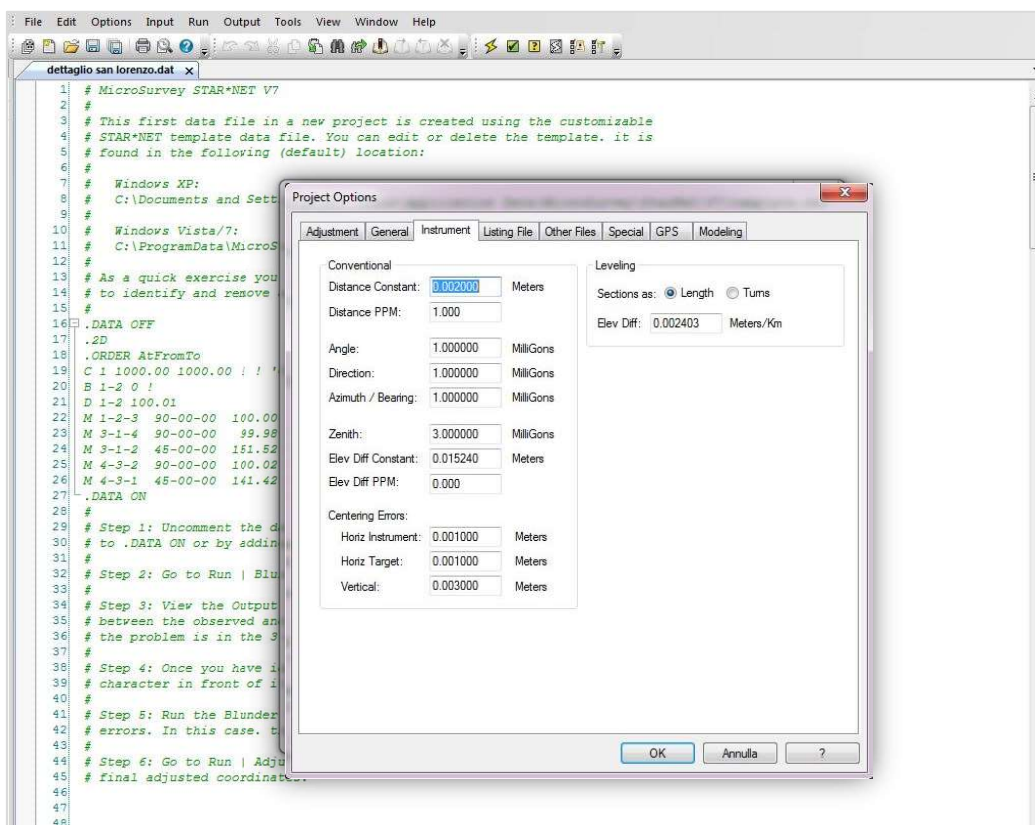 File Edit Options Input Run Output Tools View Window Help
dettaglio san lorenzo.dat x
1 # MicroSurvey STAR*NET V7
2 #
3 # This first data file in a new project is created using the customizable
4 # STAR*NET template data file. You can edit or delete the template. it is
5 # found in the following (default) location:
6 #
7 # Windows XP:
8 # C:\Documents and Sett
9 #
10 # Windows Vista/7:
11 # C:\ProgramData\MicroS
12 #
13 # As a quick exercise you
14 # to identify and remove
15 #
16 .DATA OFF
17 .2D
18 .ORDER AtFromTo
19 C 1 1000.00 1000.00 ! ! '
20 B 1-2 0 !
21 D 1-2 100.01
22 M 1-2-3 90-00-00 100.00
23 M 3-1-4 90-00-00 99.98
24 M 3-1-2 45-00-00 151.52
25 M 4-3-2 90-00-00 100.02
26 M 4-3-1 45-00-00 141.42
27 .DATA ON
28 #
29 # Step 1: Uncomment the d
30 # to .DATA ON or by addin
31 #
32 # Step 2: Go to Run | Blu
33 #
34 # Step 3: View the Output
35 # between the observed an
36 # the problem is in the 3
37 #
38 # Step 4: Once you have i
39 # character in front of i
40 #
41 # Step 5: Run the Blunder
42 # errors. In this case. t
43 #
44 # Step 6: Go to Run | Adju
45 # final adjusted coordinates.
46
47
48
Project Options
Adjustment General Instrument Listing File Other Files Special GPS Modeling
Conventional
Distance Constant: 0.002000 Meters
Distance PPM: 1.000
Angle: 1.000000 MilliGons
Direction: 1.000000 MilliGons
Azimuth / Bearing: 1.000000 MilliGons
Zenith: 3.000000 MilliGons
Elev Diff Constant: 0.015240 Meters
Elev Diff PPM: 0.000
Centering Errors:
Horiz Instrument: 0.001000 Meters
Horiz Target: 0.001000 Meters
Vertical: 0.003000 Meters
Leveling
Sections as: Length Turns
Elev Diff: 0.002403 Meters/Km
OK Annulla ?